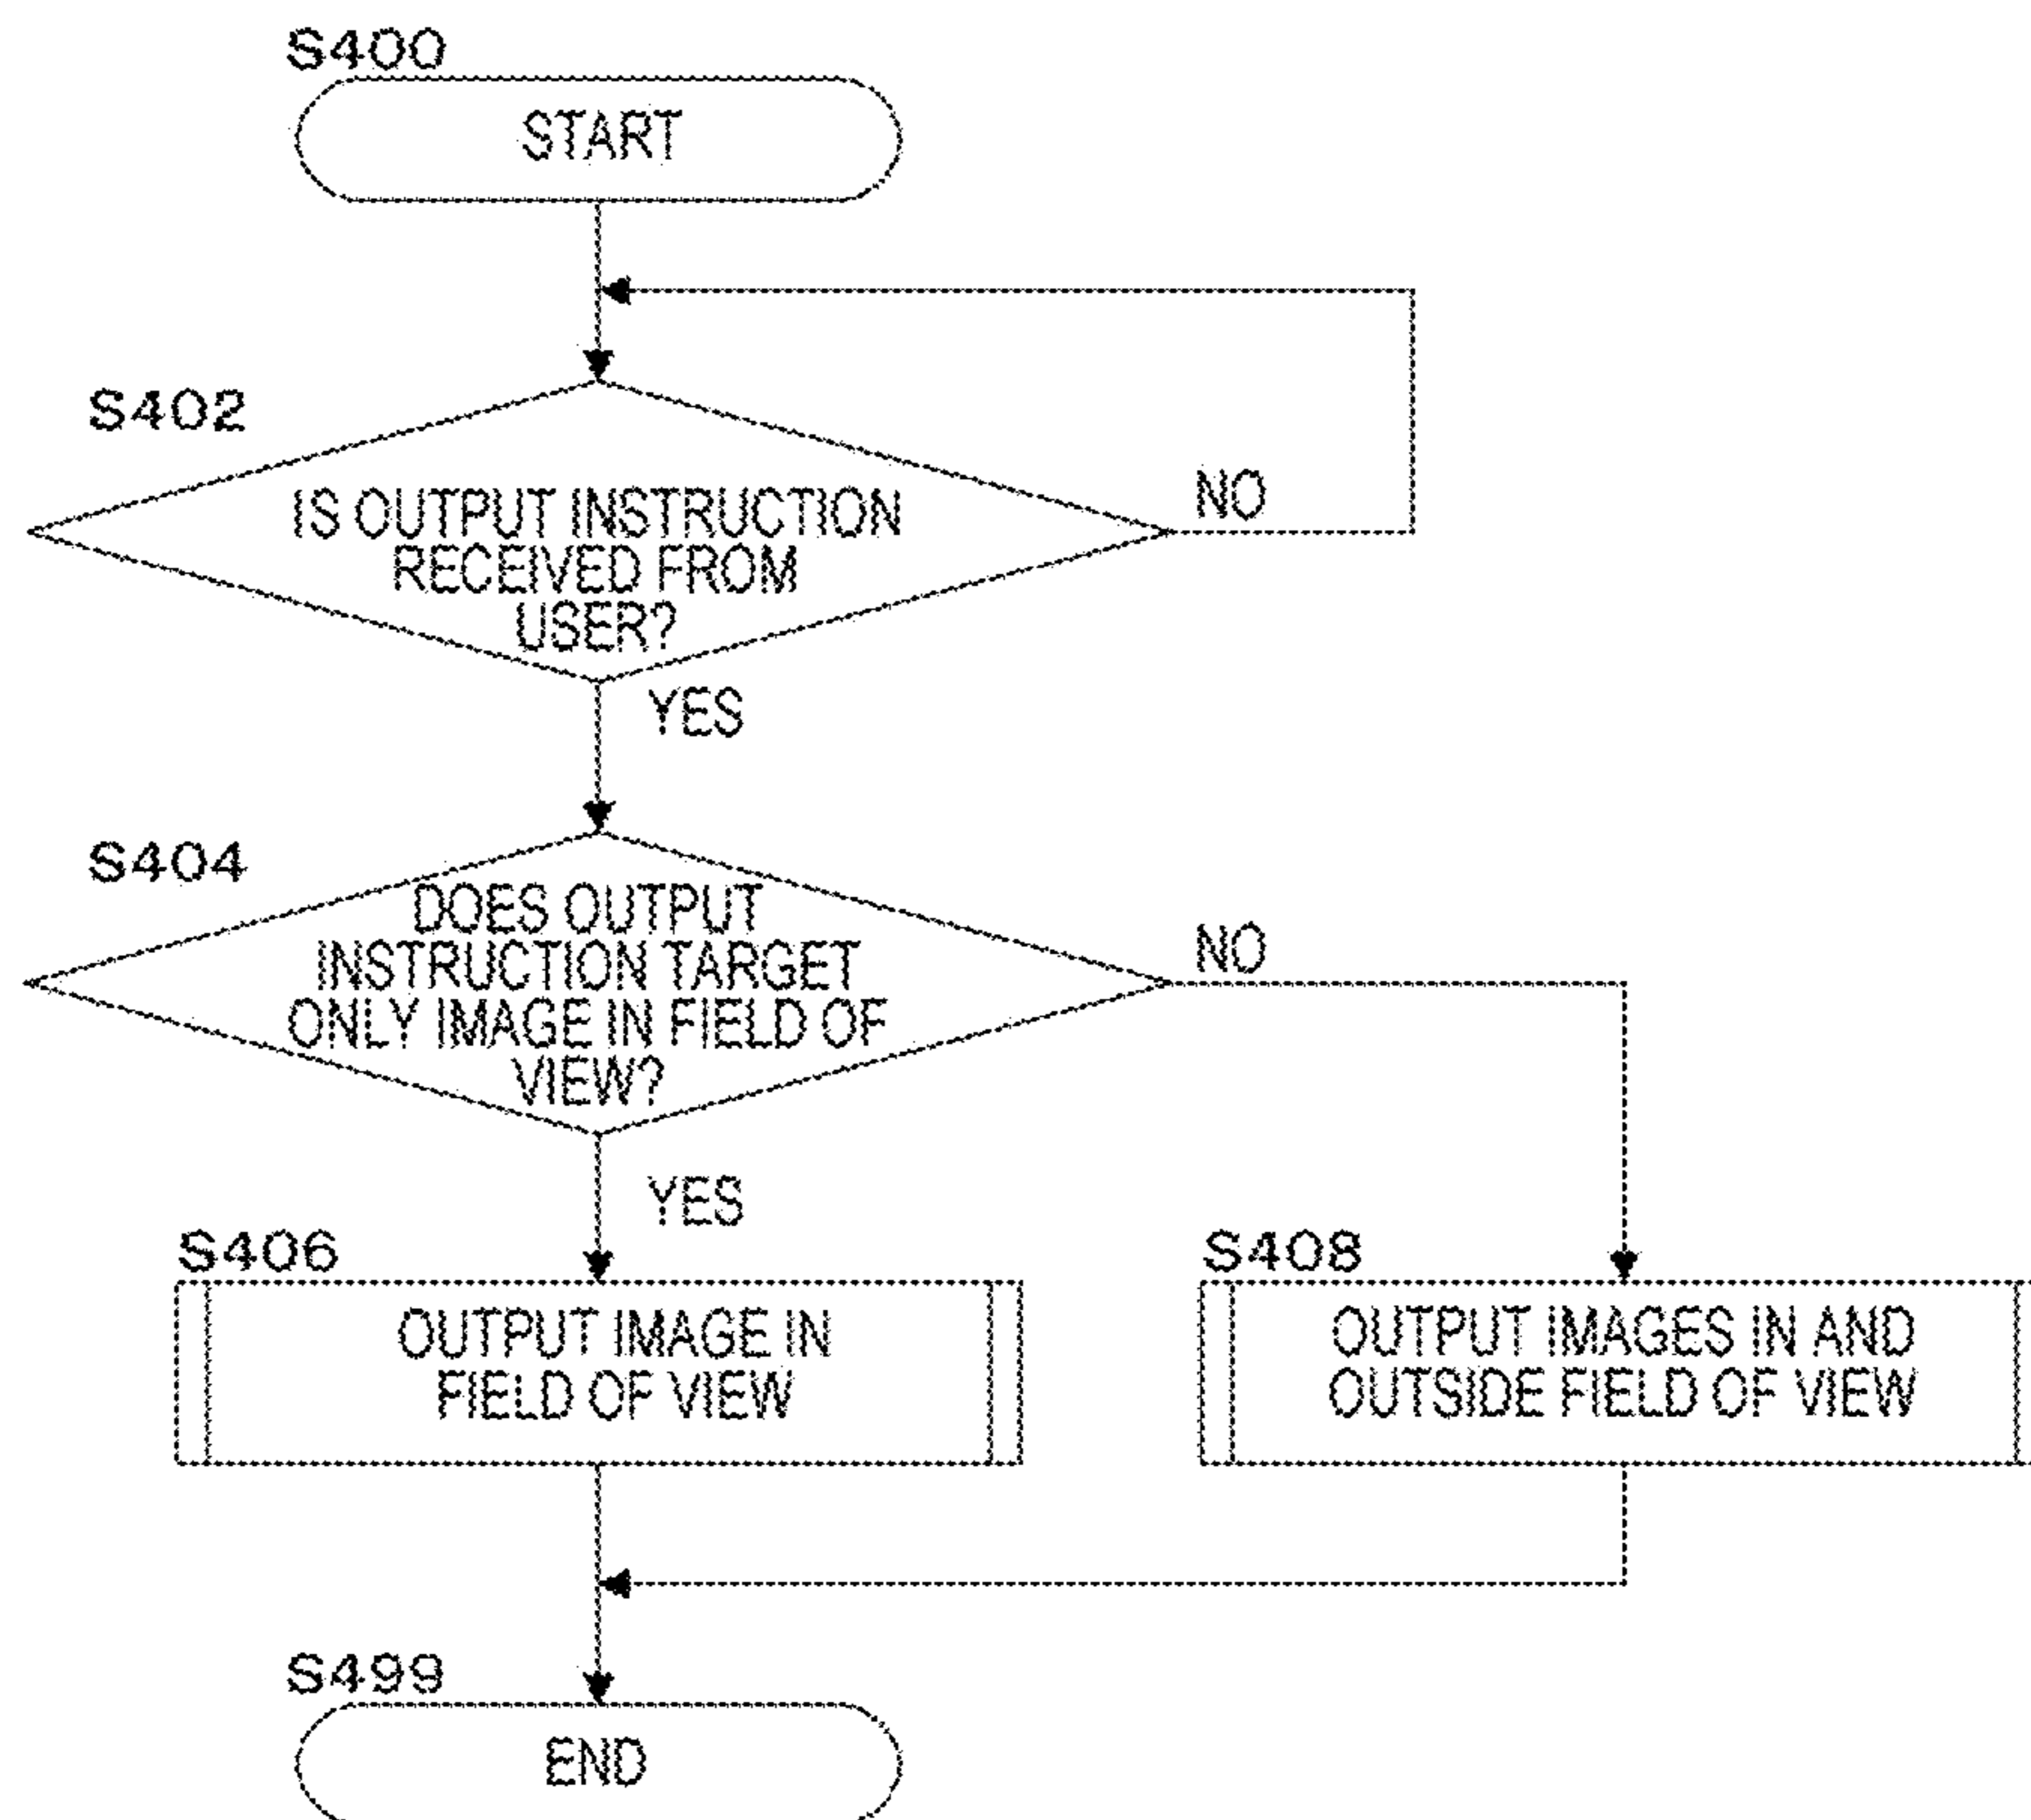 S400
START
S402
IS OUTPUT INSTRUCTION
RECEIVED FROM
USER?
NO
YES
S404
DOES OUTPUT
INSTRUCTION TARGET
ONLY IMAGE IN FIELD OF
VIEW?
NO
YES
S406
OUTPUT IMAGE IN
FIELD OF VIEW
S408
OUTPUT IMAGES IN AND
OUTSIDE FIELD OF VIEW
S499
END